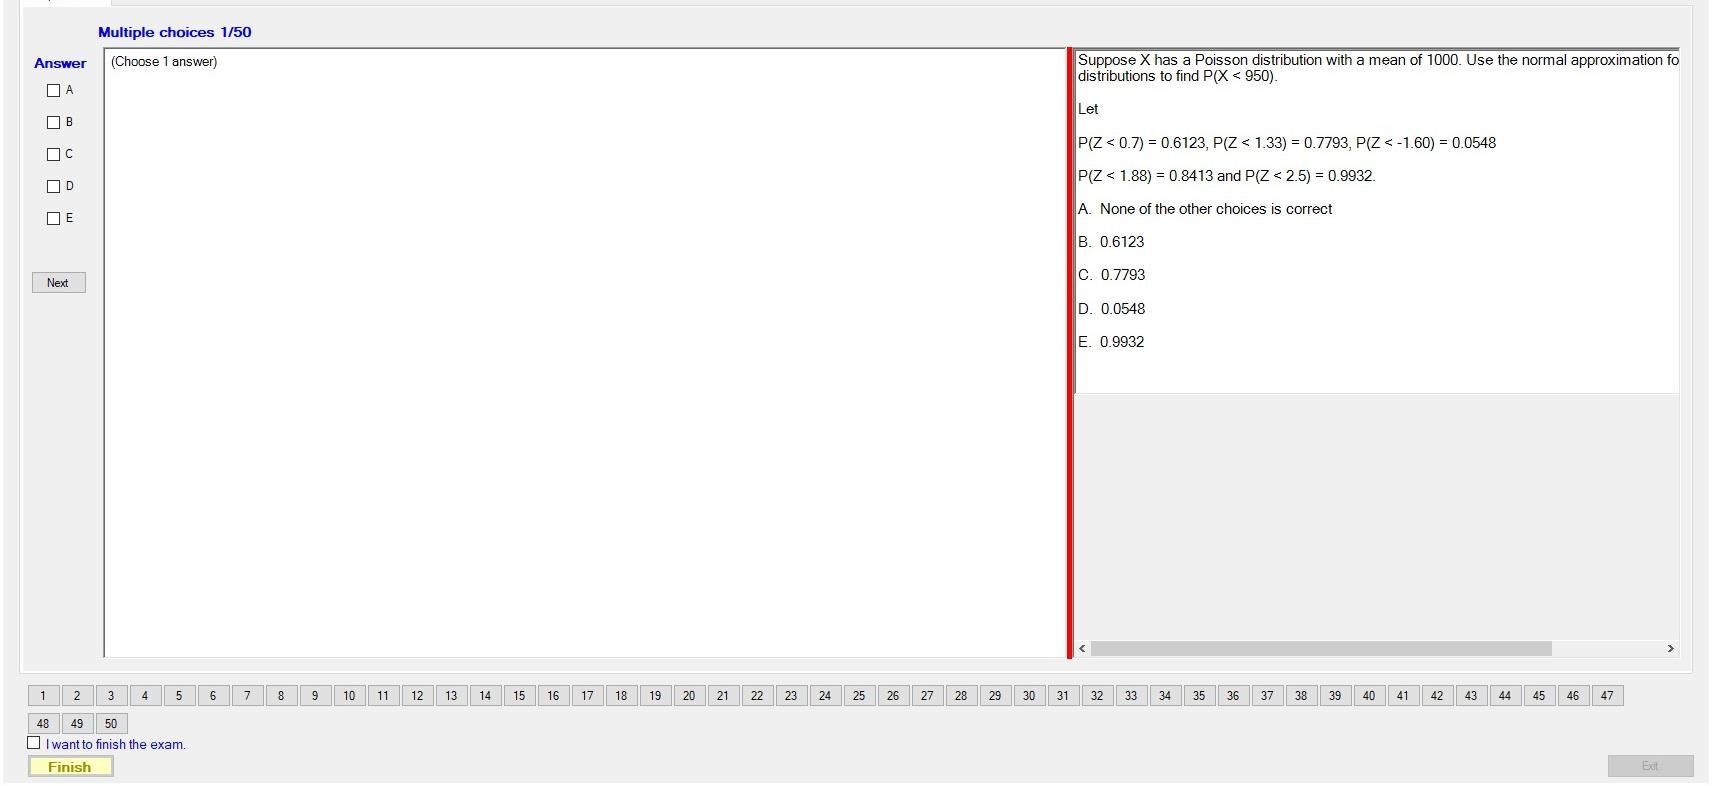 Multiple choices 1/50
Answer
(Choose 1 answer)
A
B
C
D
E
Next
Suppose X has a Poisson distribution with a mean of 1000. Use the normal approximation fo
distributions to find P(X < 950).
Let
P(Z < 0.7) = 0.6123, P(Z < 1.33) = 0.7793, P(Z < -1.60) = 0.0548
P(Z < 1.88) = 0.8413 and P(Z < 2.5) = 0.9932.
A. None of the other choices is correct
B. 0.6123
C. 0.7793
D. 0.0548
E. 0.9932
1 2 3 4 5 6 7 8 9 10 11 12 13 14 15 16 17 18 19 20 21 22 23 24 25 26 27 28 29 30 31 32 33 34 35 36 37 38 39 40 41 42 43 44 45 46 47
48 49 50
I want to finish the exam.
Finish
Exit